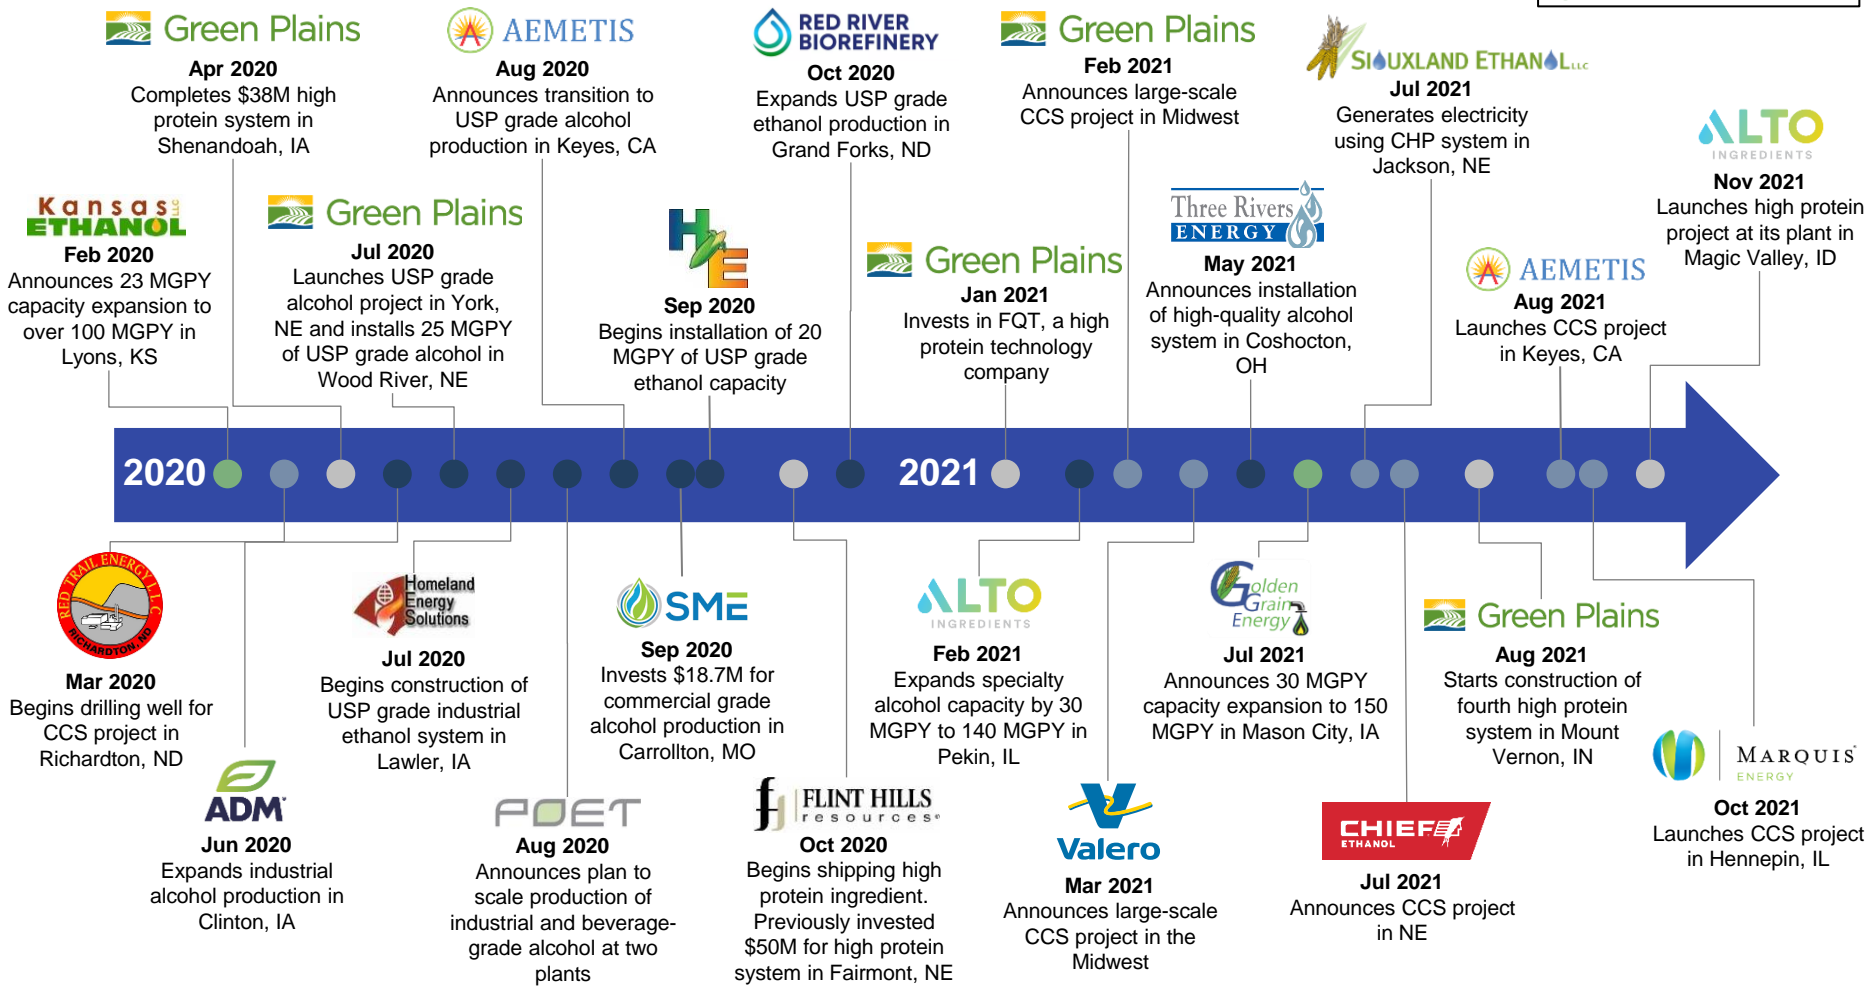 Green Plains
Apr 2020
Completes $38M high
protein system in
Shenandoah, IA
AEMETIS
Aug 2020
Announces transition to
USP grade alcohol
production in Keyes, CA
RED RIVER
BIOREFINERY
Oct 2020
Expands USP grade
ethanol production in
Grand Forks, ND
Green Plains
Feb 2021
Announces large-scale
CCS project in Midwest
SIOUXLAND ETHANOL LLC
Jul 2021
Generates electricity
using CHP system in
Jackson, NE
ALTO
INGREDIENTS
Nov 2021
Launches high protein
project at its plant in
Magic Valley, ID
Kansas LLC
ETHANOL
Feb 2020
Announces 23 MGPY
capacity expansion to
over 100 MGPY in
Lyons, KS
Green Plains
Jul 2020
Launches USP grade
alcohol project in York,
NE and installs 25 MGPY
of USP grade alcohol in
Wood River, NE
H E
Sep 2020
Begins installation of 20
MGPY of USP grade
ethanol capacity
Green Plains
Jan 2021
Invests in FQT, a high
protein technology
company
Three Rivers
ENERGY
May 2021
Announces installation
of high-quality alcohol
system in Coshocton,
OH
AEMETIS
Aug 2021
Launches CCS project
in Keyes, CA
2020
2021
RED TRAIL ENERGY LLC
RICHARDTON, ND
Mar 2020
Begins drilling well for
CCS project in
Richardton, ND
ADM
Jun 2020
Expands industrial
alcohol production in
Clinton, IA
Homeland
Energy
Solutions
Jul 2020
Begins construction of
USP grade industrial
ethanol system in
Lawler, IA
POET
Aug 2020
Announces plan to
scale production of
industrial and beverage-
grade alcohol at two
plants
SME
Sep 2020
Invests $18.7M for
commercial grade
alcohol production in
Carrollton, MO
FLINT HILLS
resources
Oct 2020
Begins shipping high
protein ingredient.
Previously invested
$50M for high protein
system in Fairmont, NE
ALTO
INGREDIENTS
Feb 2021
Expands specialty
alcohol capacity by 30
MGPY to 140 MGPY in
Pekin, IL
Valero
Mar 2021
Announces large-scale
CCS project in the
Midwest
Golden
Grain
Energy
Jul 2021
Announces 30 MGPY
capacity expansion to 150
MGPY in Mason City, IA
CHIEF
ETHANOL
Jul 2021
Announces CCS project
in NE
Green Plains
Aug 2021
Starts construction of
fourth high protein
system in Mount
Vernon, IN
MARQUIS
ENERGY
Oct 2021
Launches CCS project
in Hennepin, IL